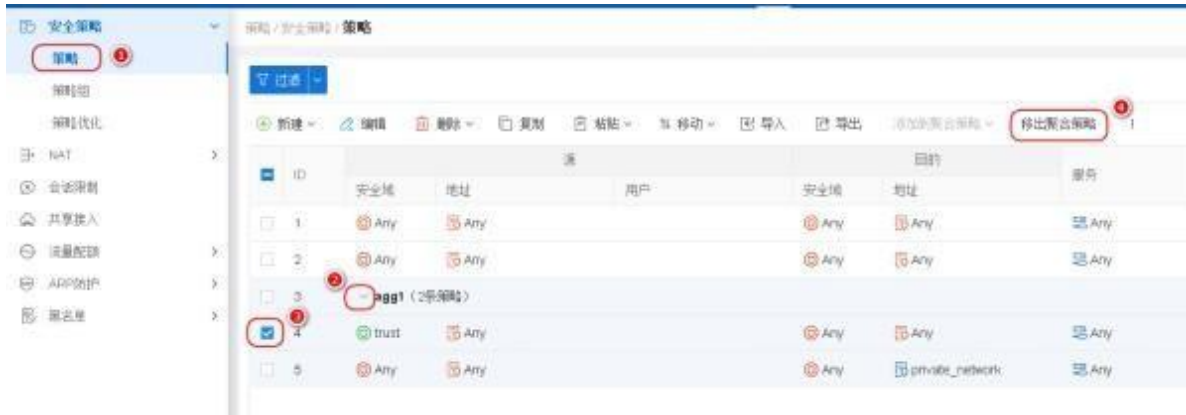 安全策略
策略 / 安全策略 / 策略
策略
1
策略组
策略优化
NAT
会话限制
共享接入
流量配额
ARP防护
黑名单
过滤
新建 编辑 删除 复制 粘贴 移动 导入 导出 添加到聚合策略 移出聚合策略
4
源 目的
ID 服务
安全域 地址 用户 安全域 地址
1 Any Any Any Any Any
2 Any Any Any Any Any
2
3 agg1（2条策略）
3
4 trust Any Any Any Any
5 Any Any Any private_network Any